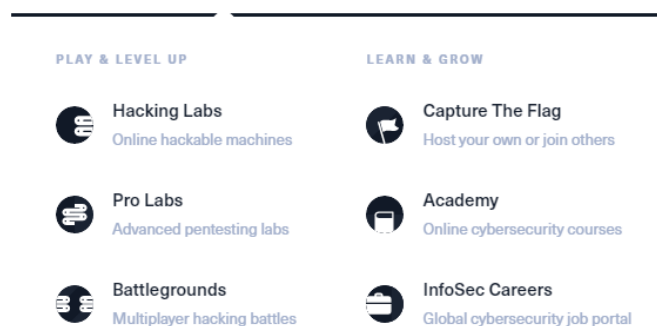 PLAY & LEVEL UP
Hacking Labs
Online hackable machines
Pro Labs
Advanced pentesting labs
Battlegrounds
Multiplayer hacking battles
LEARN & GROW
Capture The Flag
Host your own or join others
Academy
Online cybersecurity courses
InfoSec Careers
Global cybersecurity job portal